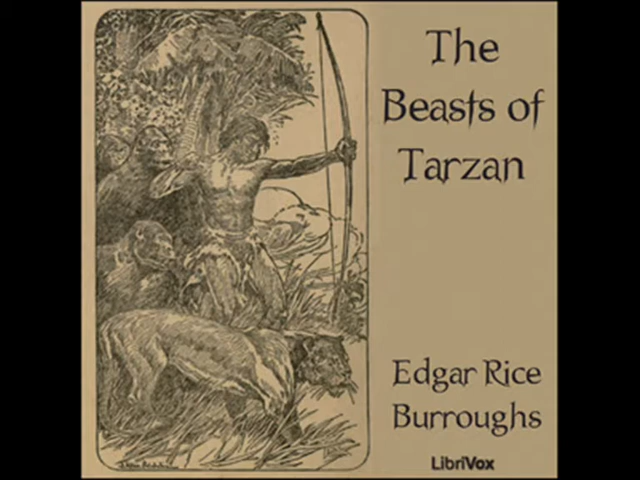 The
Beasts of
Tarzan
Edgar Rice
Burroughs
LibriVox